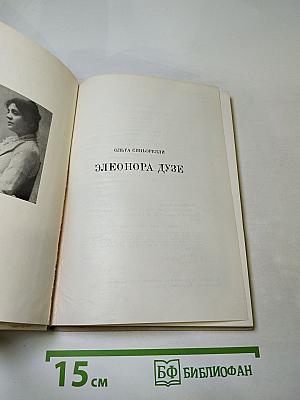 ОЛЬГА СИНЬОРЕЛЛИ
ЭЛЕОНОРА ДУЗЕ
15 см
БФ БИБЛИОФАН